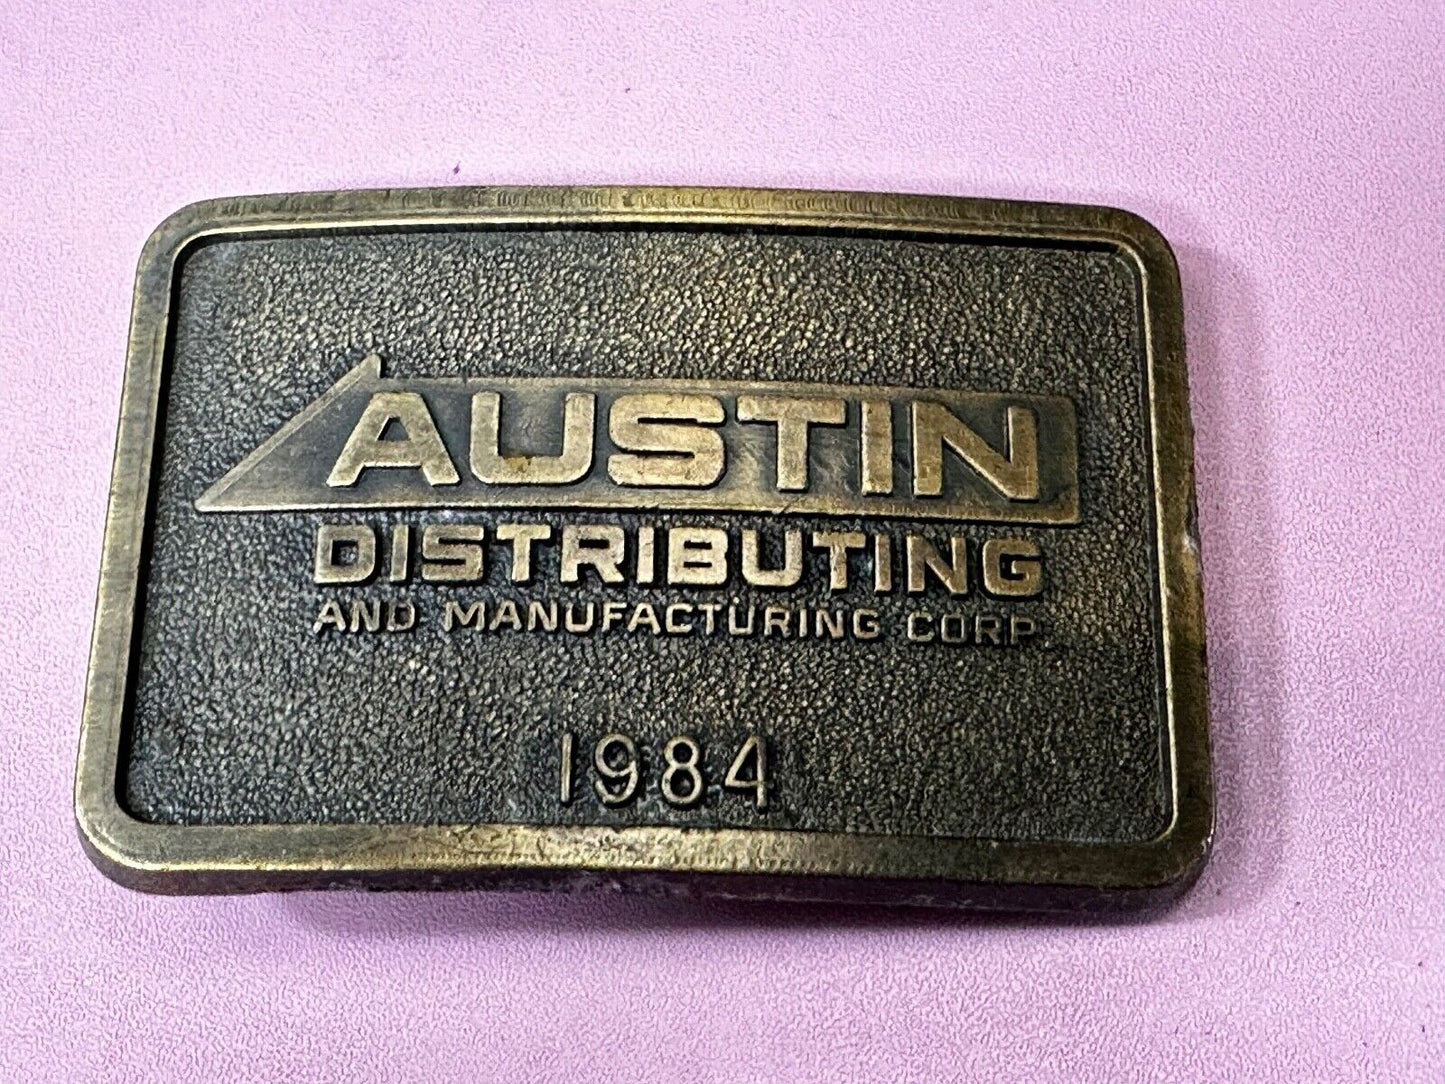 AUSTIN
DISTRIBUTING
AND MANUFACTURING CORP
1984